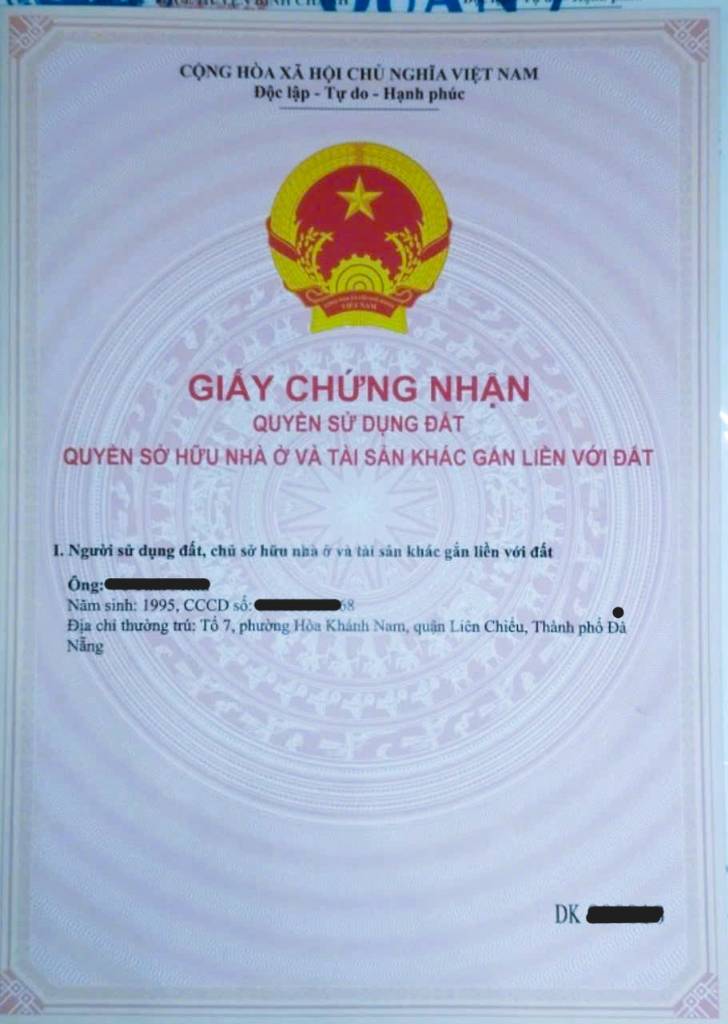 CỘNG HÒA XÃ HỘI CHỦ NGHĨA VIỆT NAM
Độc lập - Tự do - Hạnh phúc
VIỆT NAM
GIẤY CHỨNG NHẬN
QUYỀN SỬ DỤNG ĐẤT
QUYỀN SỞ HỮU NHÀ Ở VÀ TÀI SẢN KHÁC GẮN LIỀN VỚI ĐẤT
I. Người sử dụng đất, chủ sở hữu nhà ở và tài sản khác gắn liền với đất
Ông:
Năm sinh: 1995, CCCD số: 68
Địa chỉ thường trú: Tổ 7, phường Hòa Khánh Nam, quận Liên Chiểu, Thành phố Đà
Nẵng
DK